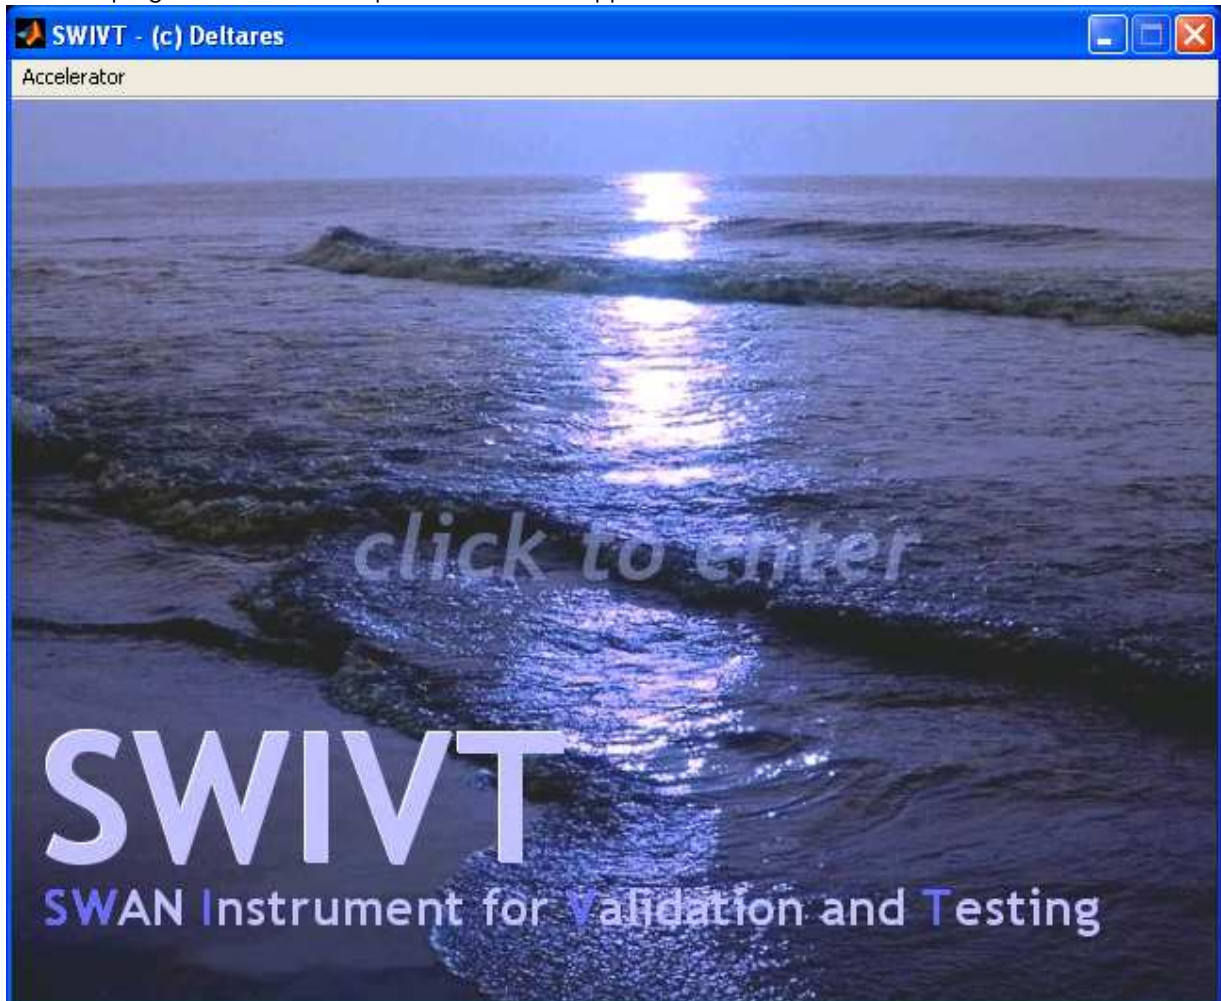 SWIVT - (c) Deltares
Accelerator
click to enter
SWIVT
SWAN Instrument for Validation and Testing